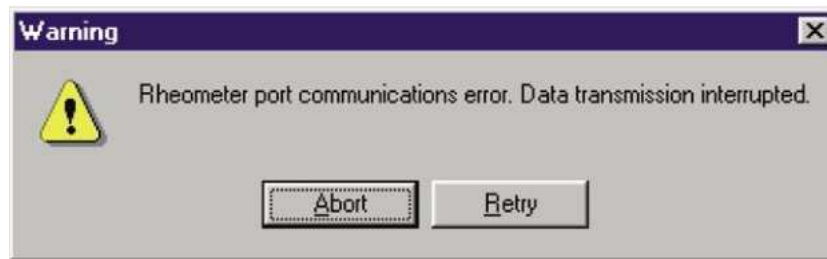 Warning
Rheometer port communications error. Data transmission interrupted.
Abort Retry